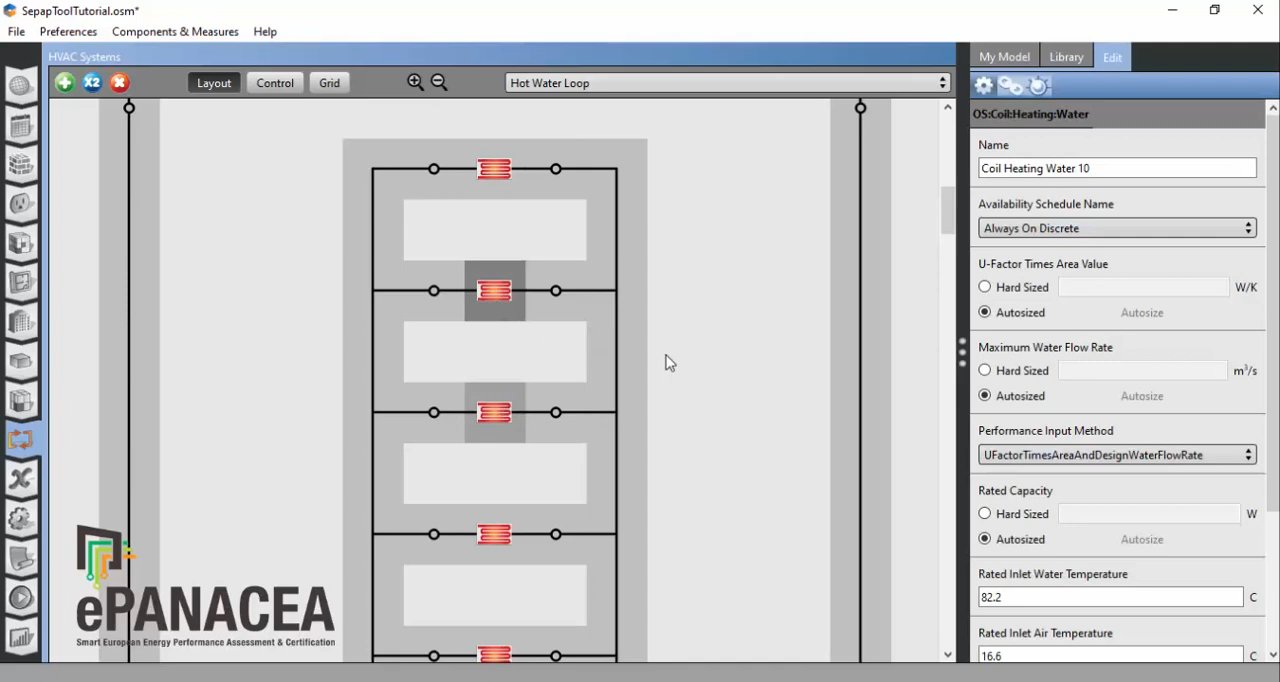 SepapToolTutorial.osm*
File Preferences Components & Measures Help
HVAC Systems
My Model Library Edit
Layout Control Grid Hot Water Loop
OS:Coil:Heating:Water
Name
Coil Heating Water 10
Availability Schedule Name
Always On Discrete
U-Factor Times Area Value
Hard Sized W/K
Autosized Autosize
Maximum Water Flow Rate
Hard Sized m³/s
Autosized Autosize
Performance Input Method
UFactorTimesAreaAndDesignWaterFlowRate
Rated Capacity
Hard Sized W
Autosized Autosize
Rated Inlet Water Temperature
82.2 C
Rated Inlet Air Temperature
16.6 C
X2
ePANACEA
Smart European Energy Performance Assessment & Certification